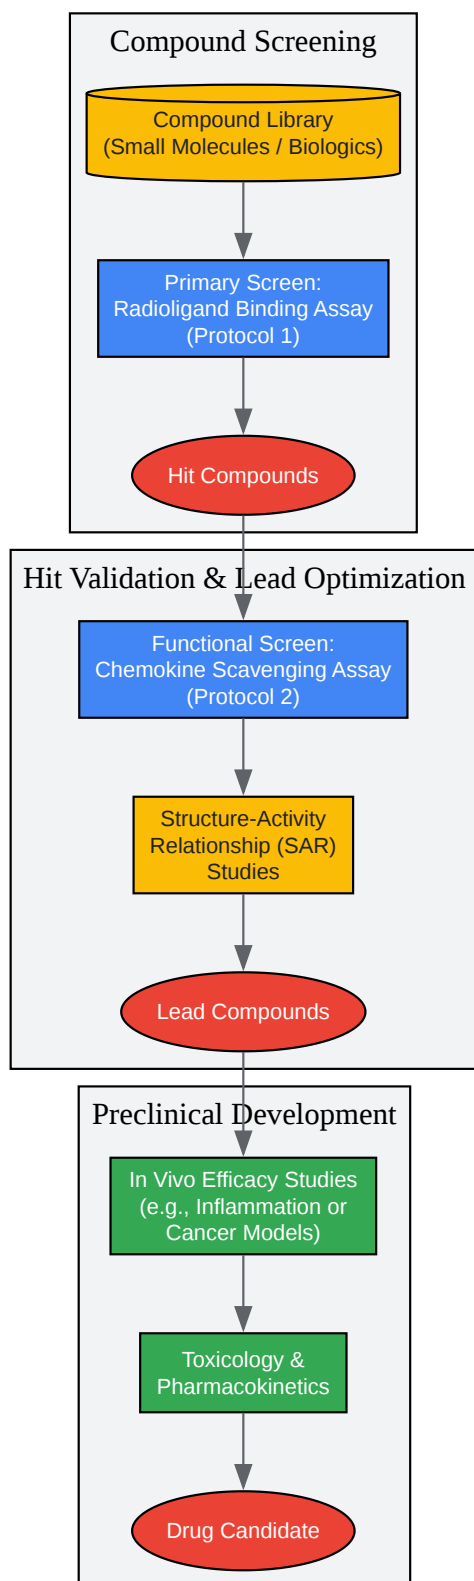 Compound Screening
Compound Library
(Small Molecules / Biologics)
Primary Screen:
Radioligand Binding Assay
(Protocol 1)
Hit Compounds
Hit Validation & Lead Optimization
Functional Screen:
Chemokine Scavenging Assay
(Protocol 2)
Structure-Activity
Relationship (SAR)
Studies
Lead Compounds
Preclinical Development
In Vivo Efficacy Studies
(e.g., Inflammation or
Cancer Models)
Toxicology &
Pharmacokinetics
Drug Candidate